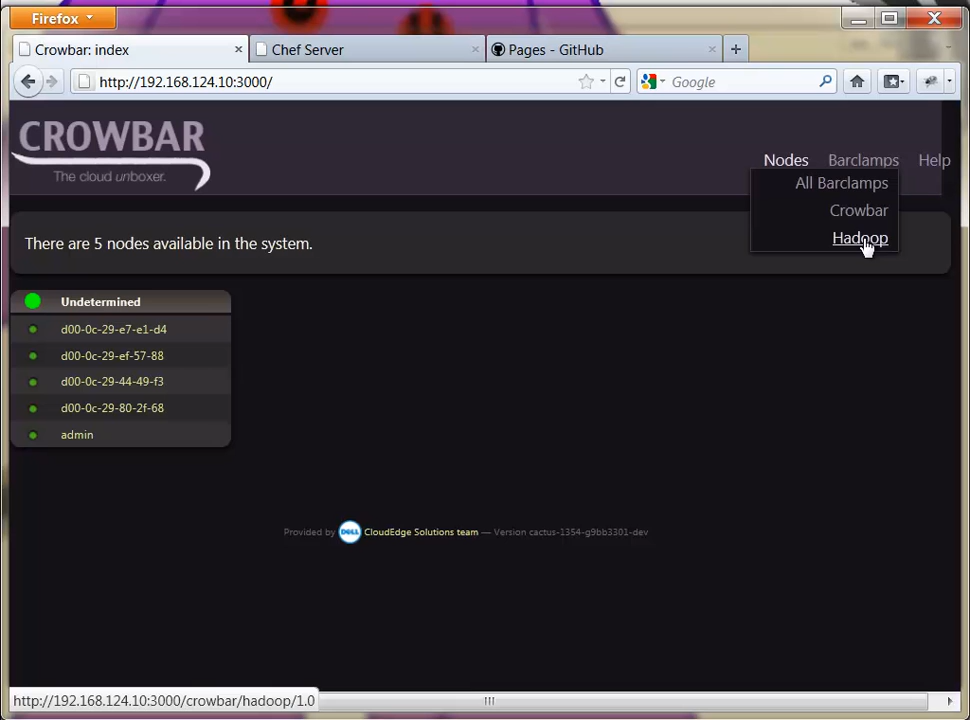 Firefox
Crowbar: index
Chef Server
Pages - GitHub
http://192.168.124.10:3000/
Google
CROWBAR
The cloud unboxer.
Nodes Barclamps Help
All Barclamps
Crowbar
Hadoop
There are 5 nodes available in the system.
Undetermined
d00-0c-29-e7-e1-d4
d00-0c-29-ef-57-88
d00-0c-29-44-49-f3
d00-0c-29-80-2f-68
admin
Provided by DELL CloudEdge Solutions team — Version cactus-1354-g9bb3301-dev
http://192.168.124.10:3000/crowbar/hadoop/1.0